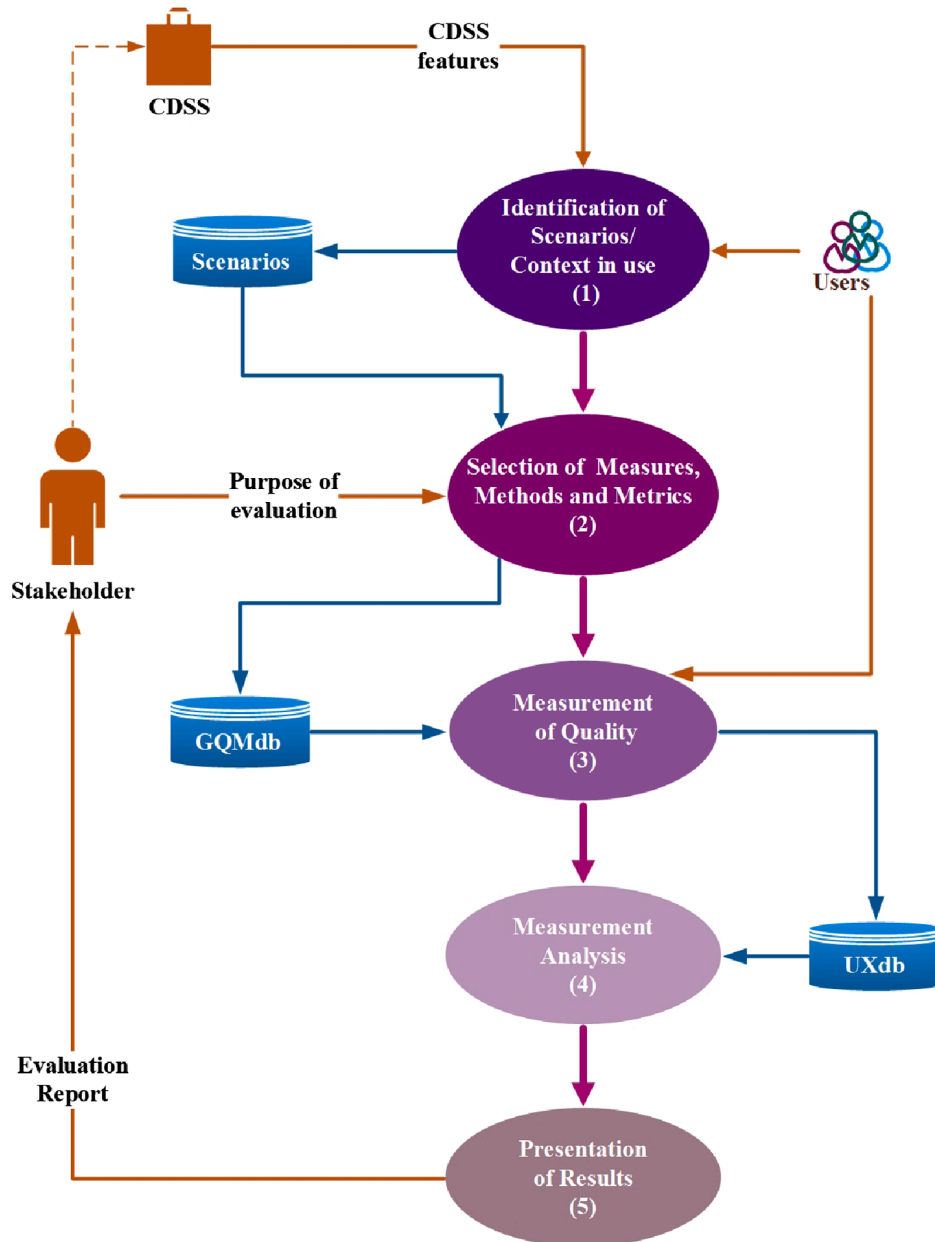 CDSS
features
CDSS
Identification of
Scenarios/
Context in use
(1)
Scenarios
Users
Selection of Measures,
Methods and Metrics
(2)
Purpose of
evaluation
Stakeholder
Measurement
of Quality
(3)
GQMdb
Measurement
Analysis
(4)
UXdb
Evaluation
Report
Presentation
of Results
(5)